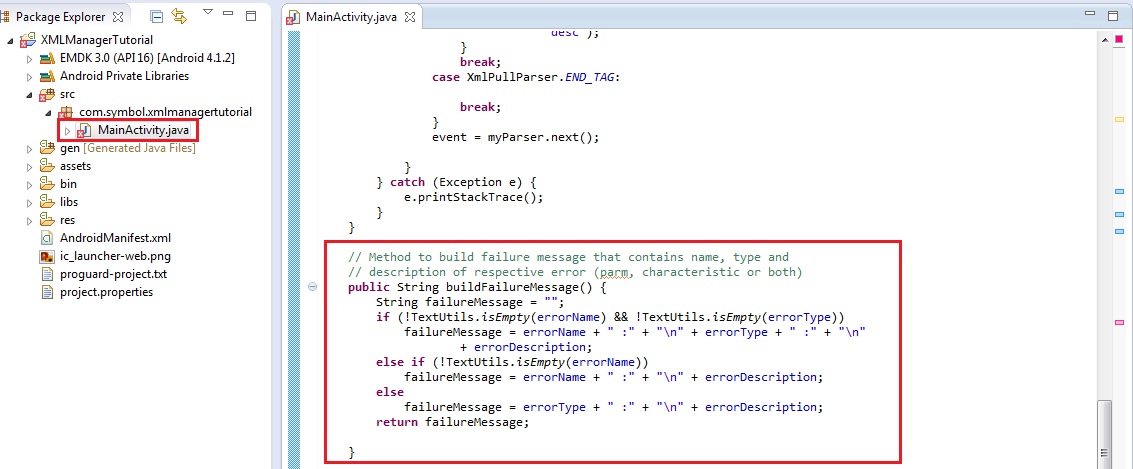 Package Explorer
XMLManagerTutorial
EMDK 3.0 (API 16) [Android 4.1.2]
Android Private Libraries
src
com.symbol.xmlmanagertutorial
MainActivity.java
gen [Generated Java Files]
assets
bin
libs
res
AndroidManifest.xml
ic_launcher-web.png
proguard-project.txt
project.properties
MainActivity.java
desc");
}
break;
case XmlPullParser.END_TAG:
break;
}
event = myParser.next();
}
} catch (Exception e) {
e.printStackTrace();
}
}
// Method to build failure message that contains name, type and
// description of respective error (parm, characteristic or both)
public String buildFailureMessage() {
String failureMessage = "";
if (!TextUtils.isEmpty(errorName) && !TextUtils.isEmpty(errorType))
failureMessage = errorName + " :" + "\n" + errorType + " :" + "\n"
+ errorDescription;
else if (!TextUtils.isEmpty(errorName))
failureMessage = errorName + " :" + "\n" + errorDescription;
else
failureMessage = errorType + " :" + "\n" + errorDescription;
return failureMessage;
}